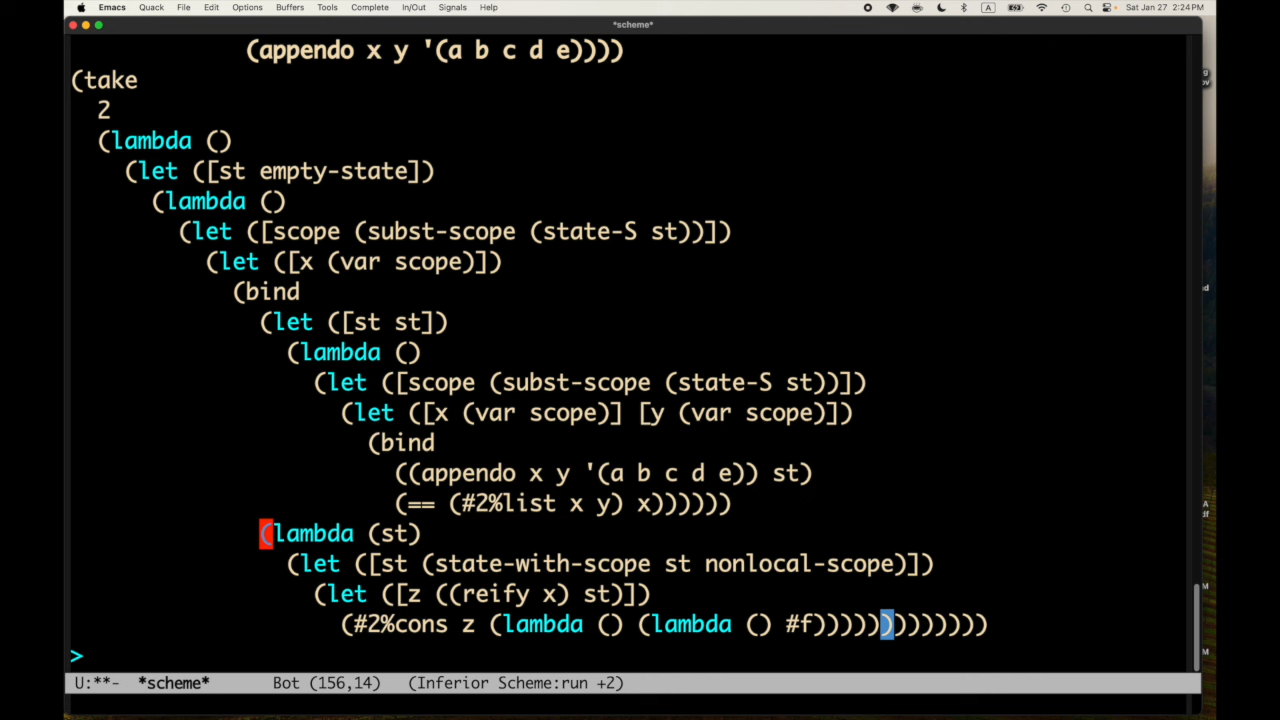 Emacs Quack File Edit Options Buffers Tools Complete In/Out Signals Help A Sat Jan 27 2:24 PM
*scheme*
(appendo x y '(a b c d e))))
(take
2
(lambda ()
(let ([st empty-state])
(lambda ()
(let ([scope (subst-scope (state-S st))])
(let ([x (var scope)])
(bind
(let ([st st])
(lambda ()
(let ([scope (subst-scope (state-S st))])
(let ([x (var scope)] [y (var scope)])
(bind
((appendo x y '(a b c d e)) st)
(== (#2%list x y) x))))))
(lambda (st)
(let ([st (state-with-scope st nonlocal-scope)])
(let ([z ((reify x) st)])
(#2%cons z (lambda () (lambda () #f)))))))))))))
>
U:**- *scheme* Bot (156,14) (Inferior Scheme:run +2)